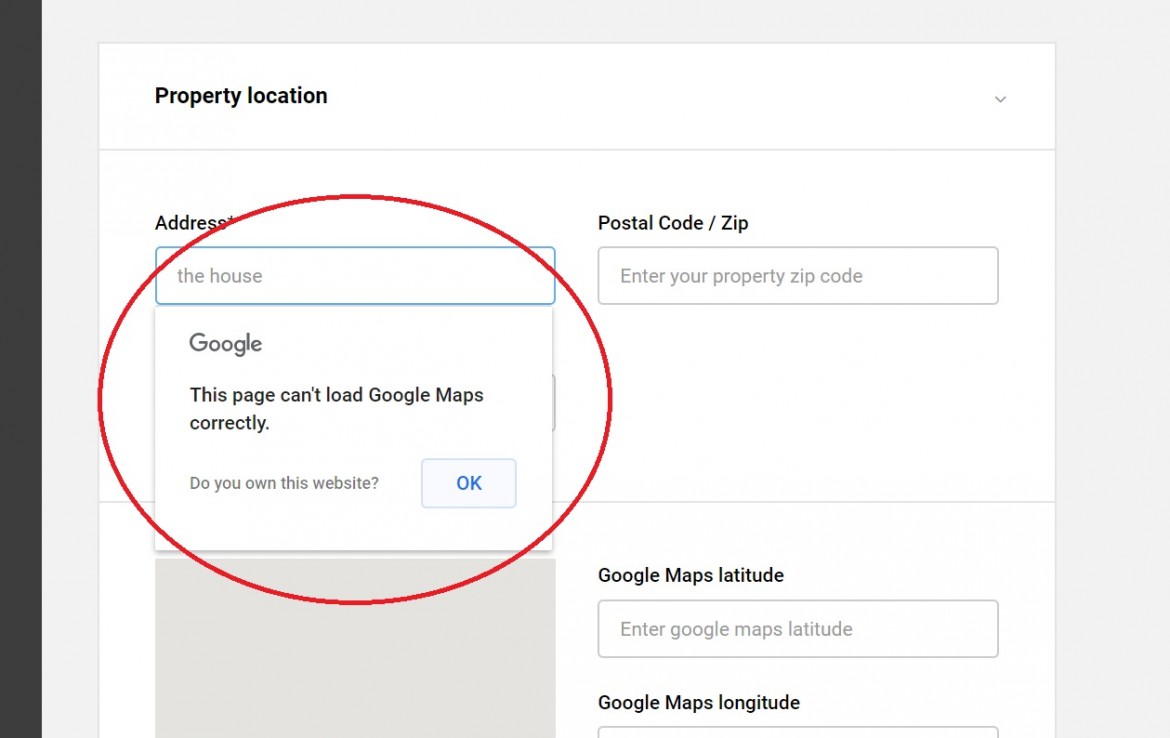 Property location
Address*
Postal Code / Zip
the house
Enter your property zip code
Google
This page can't load Google Maps
correctly.
Do you own this website?
OK
Google Maps latitude
Enter google maps latitude
Google Maps longitude